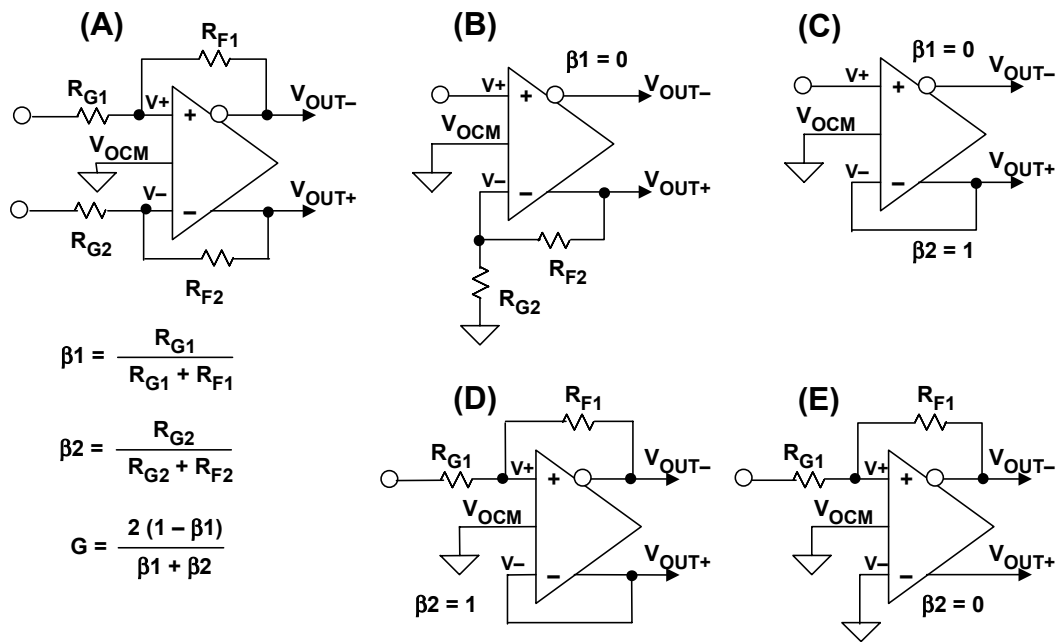 (A)
R_F1
R_G1
V+
+
V_OUT–
V_OCM
V–
–
V_OUT+
R_G2
R_F2
β1 = R_G1 / (R_G1 + R_F1)
β2 = R_G2 / (R_G2 + R_F2)
G = 2 (1 – β1) / (β1 + β2)
(B)
β1 = 0
V+
+
V_OUT–
V_OCM
V–
–
V_OUT+
R_F2
R_G2
(C)
β1 = 0
V+
+
V_OUT–
V_OCM
V–
–
V_OUT+
β2 = 1
(D)
R_F1
R_G1
V+
+
V_OUT–
V_OCM
V–
–
V_OUT+
β2 = 1
(E)
R_F1
R_G1
V+
+
V_OUT–
V_OCM
V–
–
V_OUT+
β2 = 0